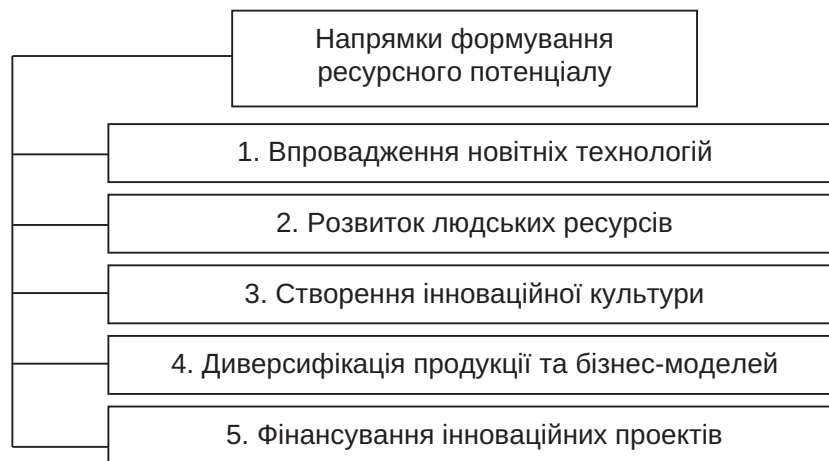 Напрямки формування
ресурсного потенціалу
1. Впровадження новітніх технологій
2. Розвиток людських ресурсів
3. Створення інноваційної культури
4. Диверсифікація продукції та бізнес-моделей
5. Фінансування інноваційних проектів